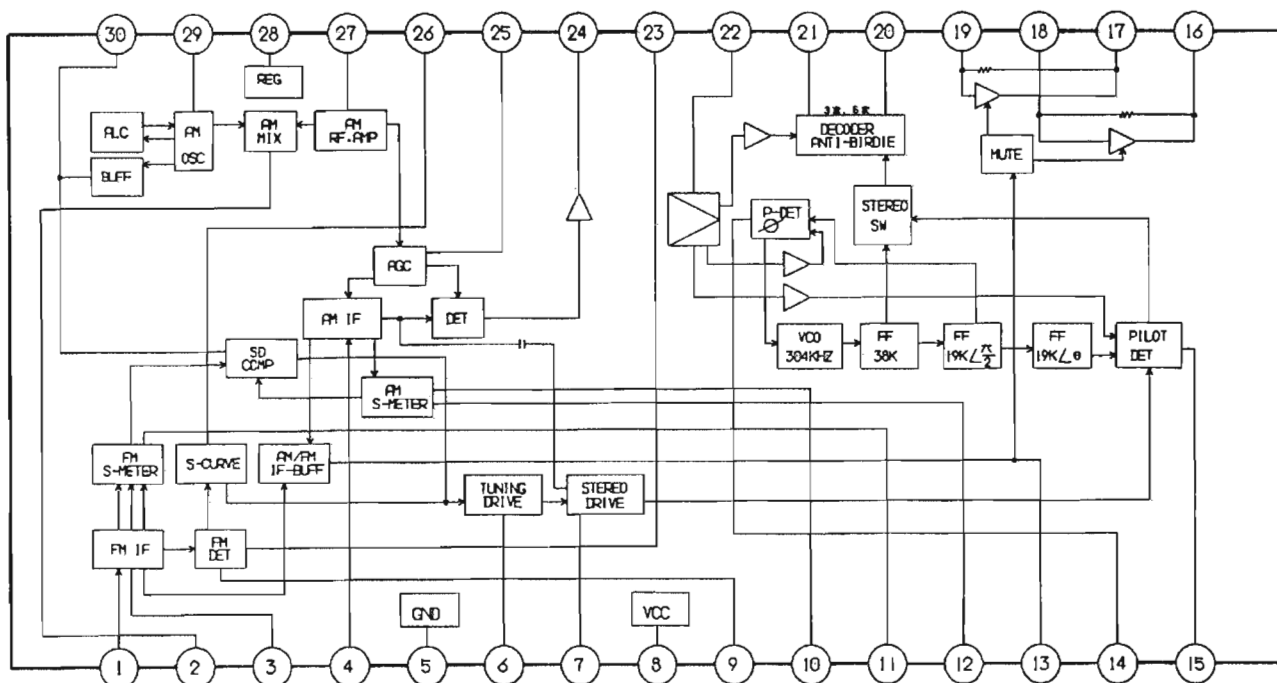 30 29 28 27 26 25 24 23 22 21 20 19 18 17 16
REG
ALC
AM
OSC
AM
MIX
AM
RF.AMP
BUFF
DECODER
ANTI-BIRDIE
MUTE
P-DET
STEREO
SW
AGC
AM IF
DET
SD
COMP
VCO
304KHZ
FF
38K
FF
19K∠π/2
FF
19K∠θ
PILOT
DET
AM
S-METER
FM
S-METER
S-CURVE
AM/FM
IF-BUFF
TUNING
DRIVE
STEREO
DRIVE
FM IF
FM
DET
GND
VCC
1 2 3 4 5 6 7 8 9 10 11 12 13 14 15